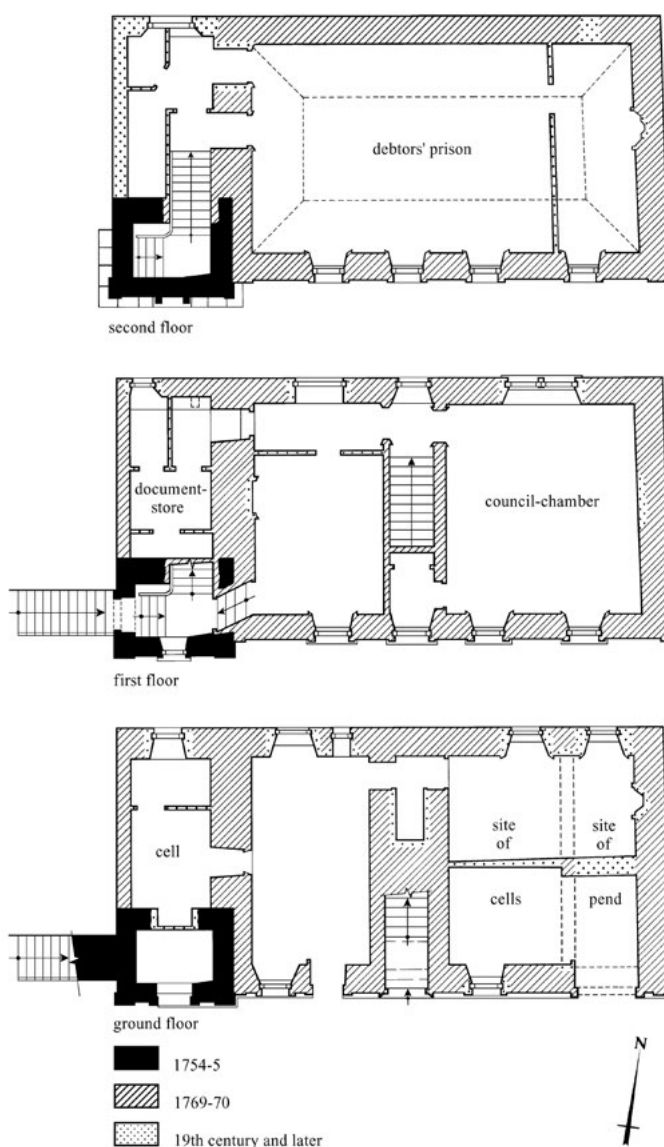 debtors' prison
second floor
document-
store
council-chamber
first floor
cell
site
of
site
of
cells
pend
ground floor
1754-5
1769-70
19th century and later
N